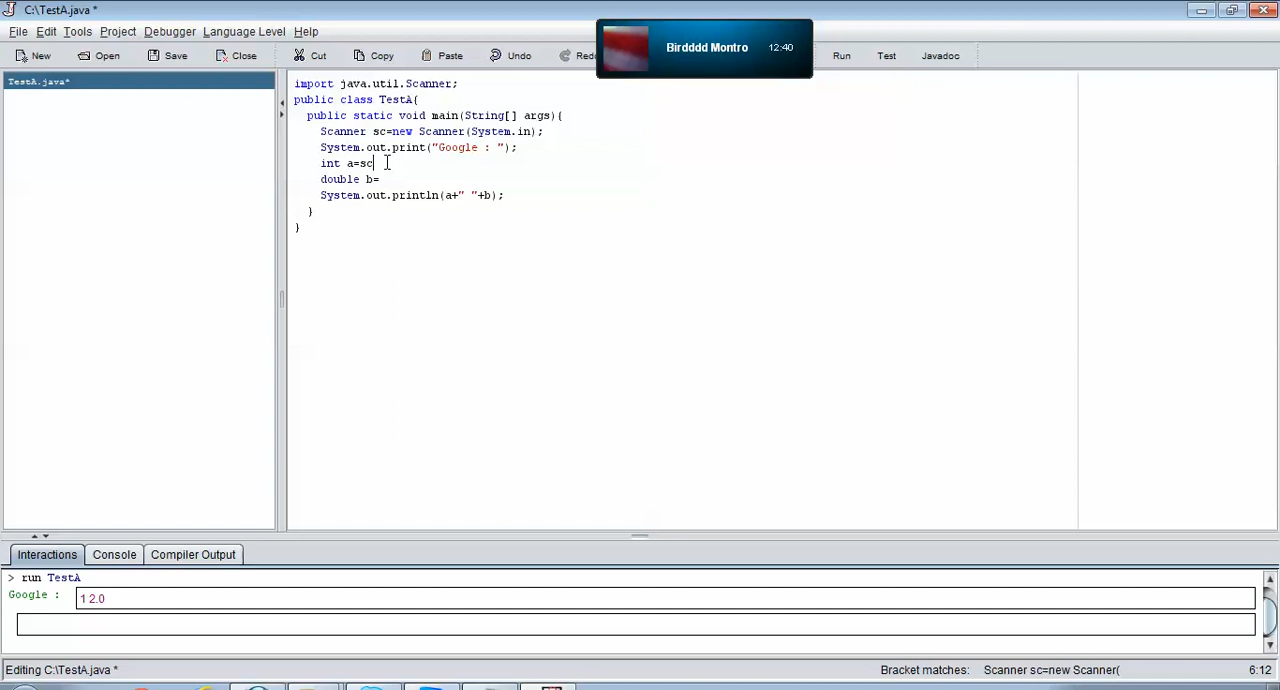 C:\TestA.java *
File Edit Tools Project Debugger Language Level Help
Birdddd Montro 12:40
New Open Save Close Cut Copy Paste Undo Run Test Javadoc
TestA.java*
import java.util.Scanner;
public class TestA{
public static void main(String[] args){
Scanner sc=new Scanner(System.in);
System.out.print("Google : ");
int a=sc
double b=
System.out.println(a+" "+b);
}
}
Interactions Console Compiler Output
> run TestA
Google : 1 2.0
Editing C:\TestA.java * Bracket matches: Scanner sc=new Scanner( 6:12